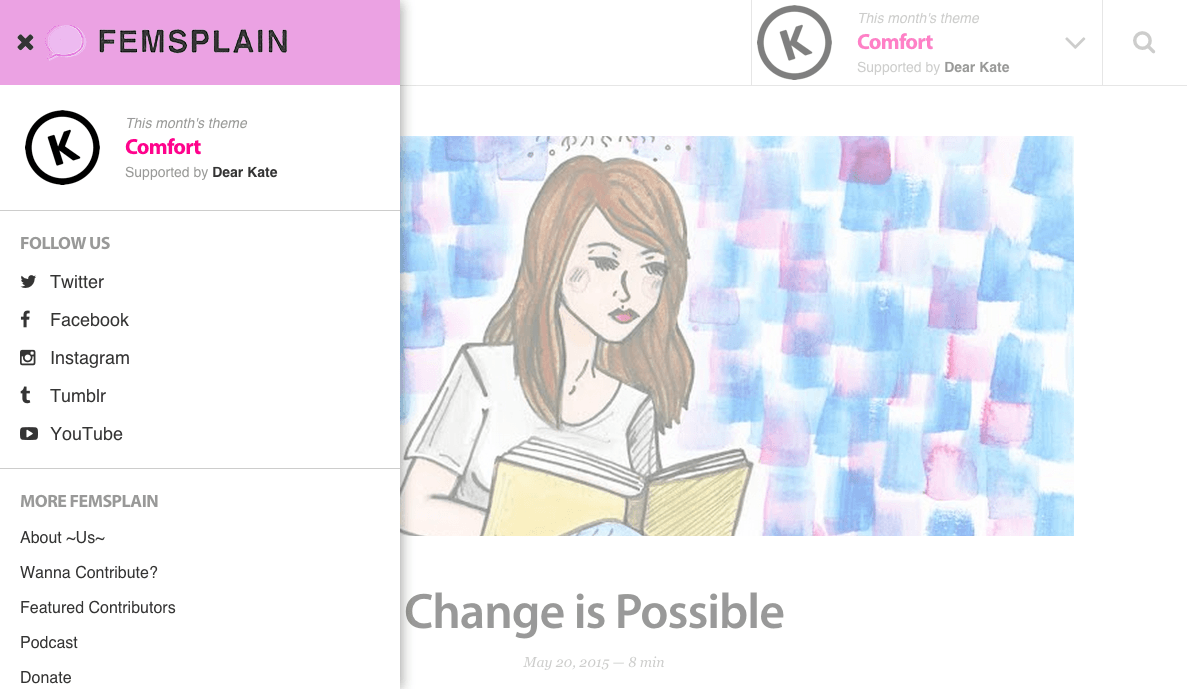 FEMSPLAIN
This month's theme
Comfort
Supported by Dear Kate
FOLLOW US
Twitter
Facebook
Instagram
Tumblr
YouTube
MORE FEMSPLAIN
About ~Us~
Wanna Contribute?
Featured Contributors
Podcast
Donate
K
This month's theme
Comfort
Supported by Dear Kate
K
Change is Possible
May 20, 2015 — 8 min